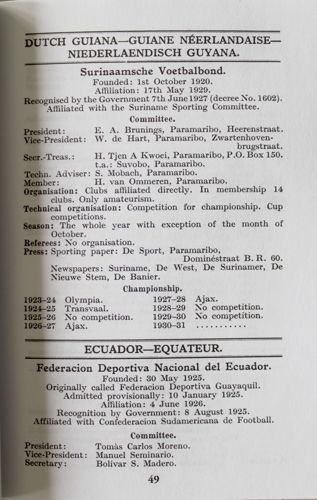 DUTCH GUIANA—GUIANE NÉERLANDAISE—
NIEDERLAENDISCH GUYANA.
Surinaamsche Voetbalbond.
Founded: 1st October 1920.
Affiliation: 17th May 1929.
Recognised by the Government 7th June 1927 (decree No. 1602).
Affiliated with the Suriname Sporting Committee.
Committee.
President: E. A. Brunings, Paramaribo, Heerenstraat.
Vice-President: W. de Hart, Paramaribo, Zwartenhoven-
brugstraat.
Secr.-Treas.: H. Tjen A Kwoei, Paramaribo, P.O. Box 150,
t.a.: Suvobo, Paramaribo.
Techn. Adviser: S. Mobach, Paramaribo.
Member: H. van Ommeren, Paramaribo.
Organisation: Clubs affiliated directly. In membership 14
clubs. Only amateurism.
Technical organisation: Competition for championship. Cup
competitions.
Season: The whole year with exception of the month of
October.
Referees: No organisation.
Press: Sporting paper: De Sport, Paramaribo,
Dominéstraat B. R. 60.
Newspapers: Suriname, De West, De Surinamer, De
Nieuwe Stem, De Banier.
Championship.
1923-24 Olympia. 1927-28 Ajax.
1924-25 Transvaal. 1928-29 No competition.
1925-26 No competition. 1929-30 No competition.
1926-27 Ajax. 1930-31 ...........
ECUADOR—EQUATEUR.
Federacion Deportiva Nacional del Ecuador.
Founded: 30 May 1925.
Originally called Federacion Deportiva Guayaquil.
Admitted provisionally: 10 January 1925.
Affiliation: 4 June 1926.
Recognition by Government: 8 August 1925.
Affiliated with Confederacion Sudamericana de Football.
Committee.
President: Tomàs Carlos Moreno.
Vice-President: Manuel Seminario.
Secretary: Bolívar S. Madero.
49